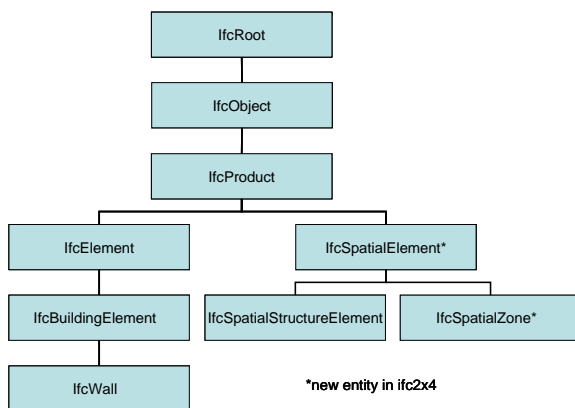 IfcRoot
IfcObject
IfcProduct
IfcElement
IfcSpatialElement*
IfcBuildingElement
IfcSpatialStructureElement
IfcSpatialZone*
IfcWall
*new entity in ifc2x4